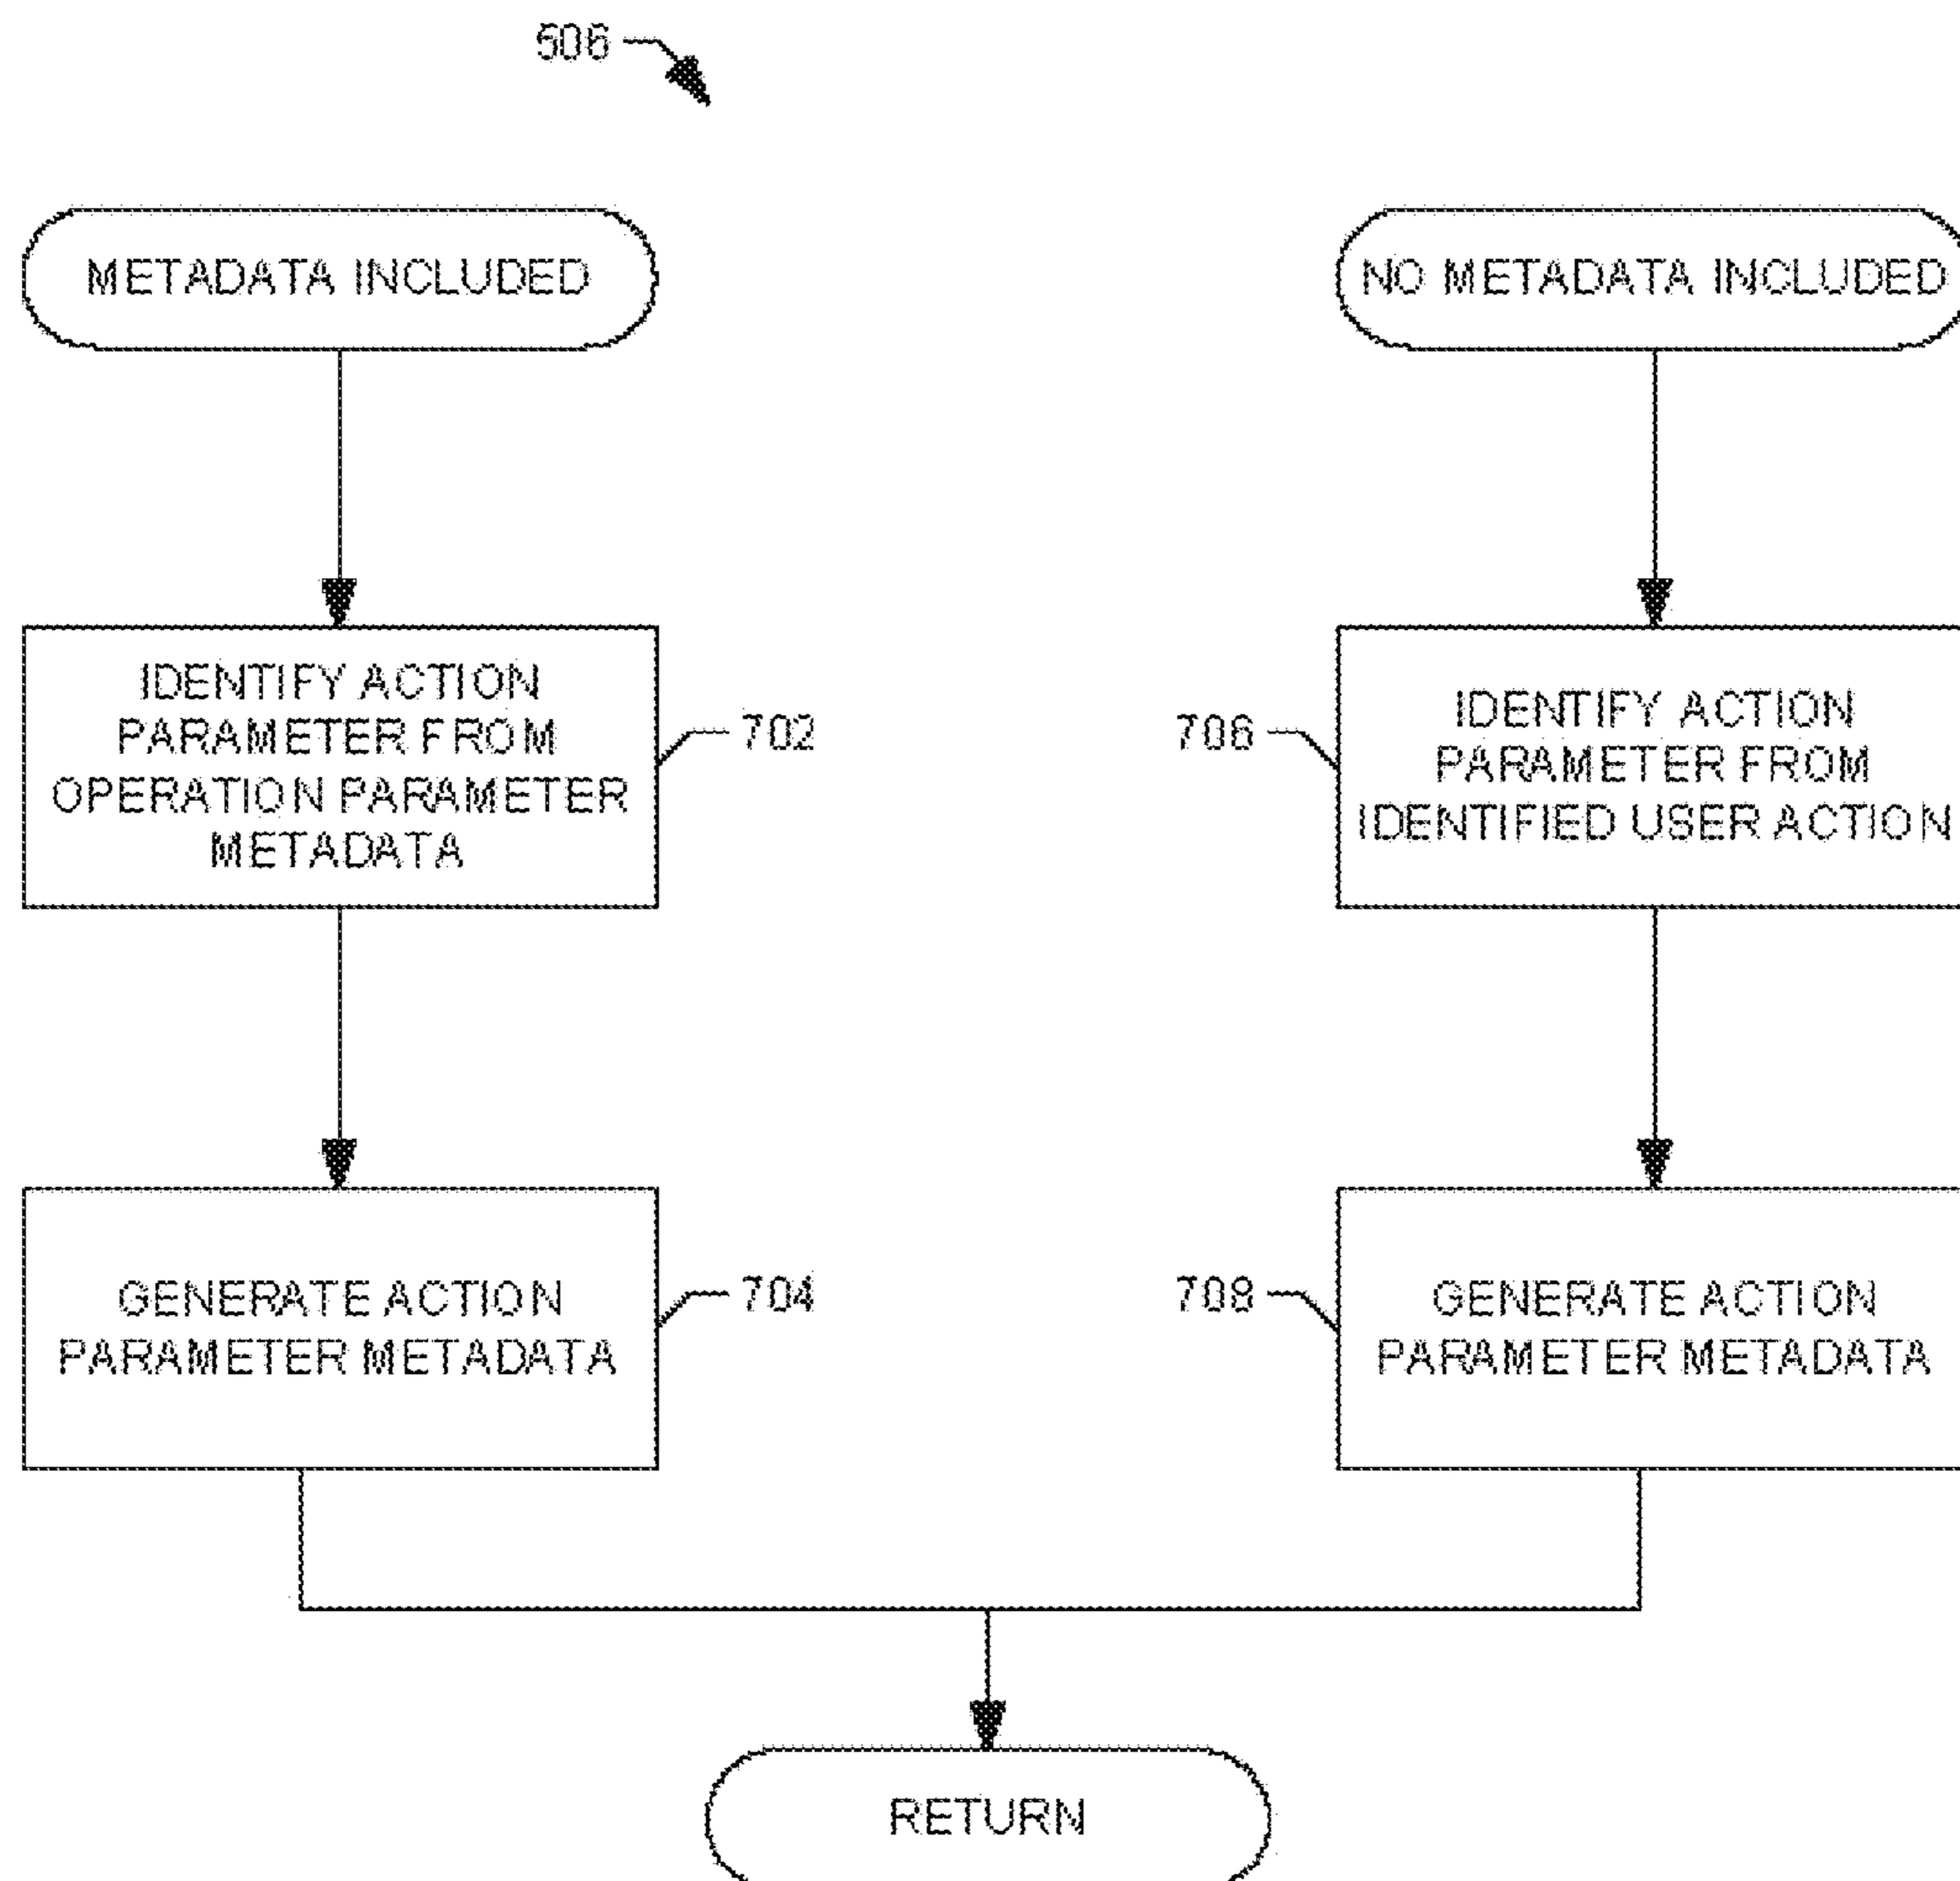 506
METADATA INCLUDED
NO METADATA INCLUDED
IDENTIFY ACTION
PARAMETER FROM
OPERATION PARAMETER
METADATA
702
706
IDENTIFY ACTION
PARAMETER FROM
IDENTIFIED USER ACTION
GENERATE ACTION
PARAMETER METADATA
704
708
GENERATE ACTION
PARAMETER METADATA
RETURN